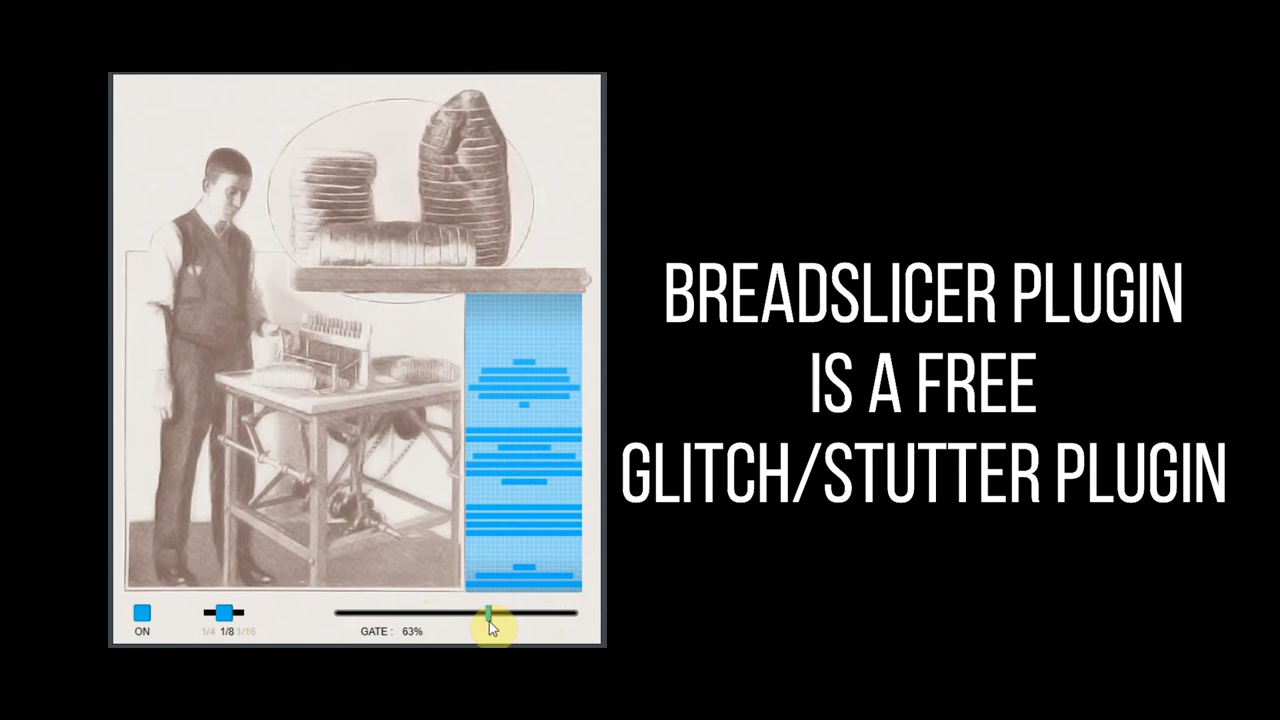 BREADSLICER PLUGIN
IS A FREE
GLITCH/STUTTER PLUGIN
ON
1/4 1/8 1/16
GATE : 63%